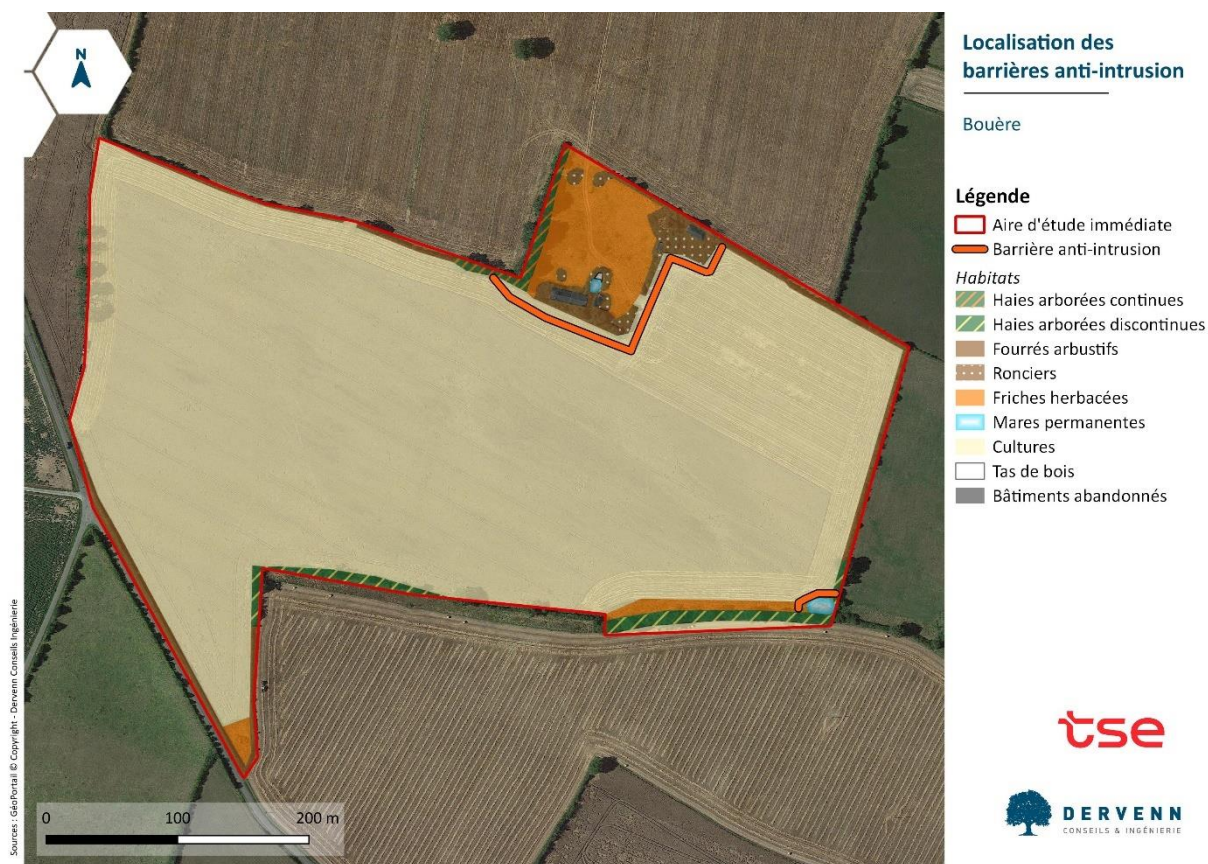 N
Localisation des
barrières anti-intrusion
Bouère
Légende
Aire d'étude immédiate
Barrière anti-intrusion
Habitats
Haies arborées continues
Haies arborées discontinues
Fourrés arbustifs
Ronciers
Friches herbacées
Mares permanentes
Cultures
Tas de bois
Bâtiments abandonnés
0 100 200 m
Sources : GéoPortail © Copyright - Dervenn Conseils Ingénierie
tse
DERVENN
CONSEILS & INGÉNIERIE